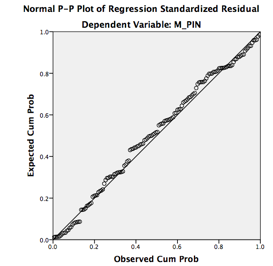 Normal P-P Plot of Regression Standardized Residual
Dependent Variable: M_PIN
Expected Cum Prob
1.0
0.8
0.6
0.4
0.2
0.0
0.0 0.2 0.4 0.6 0.8 1.0
Observed Cum Prob